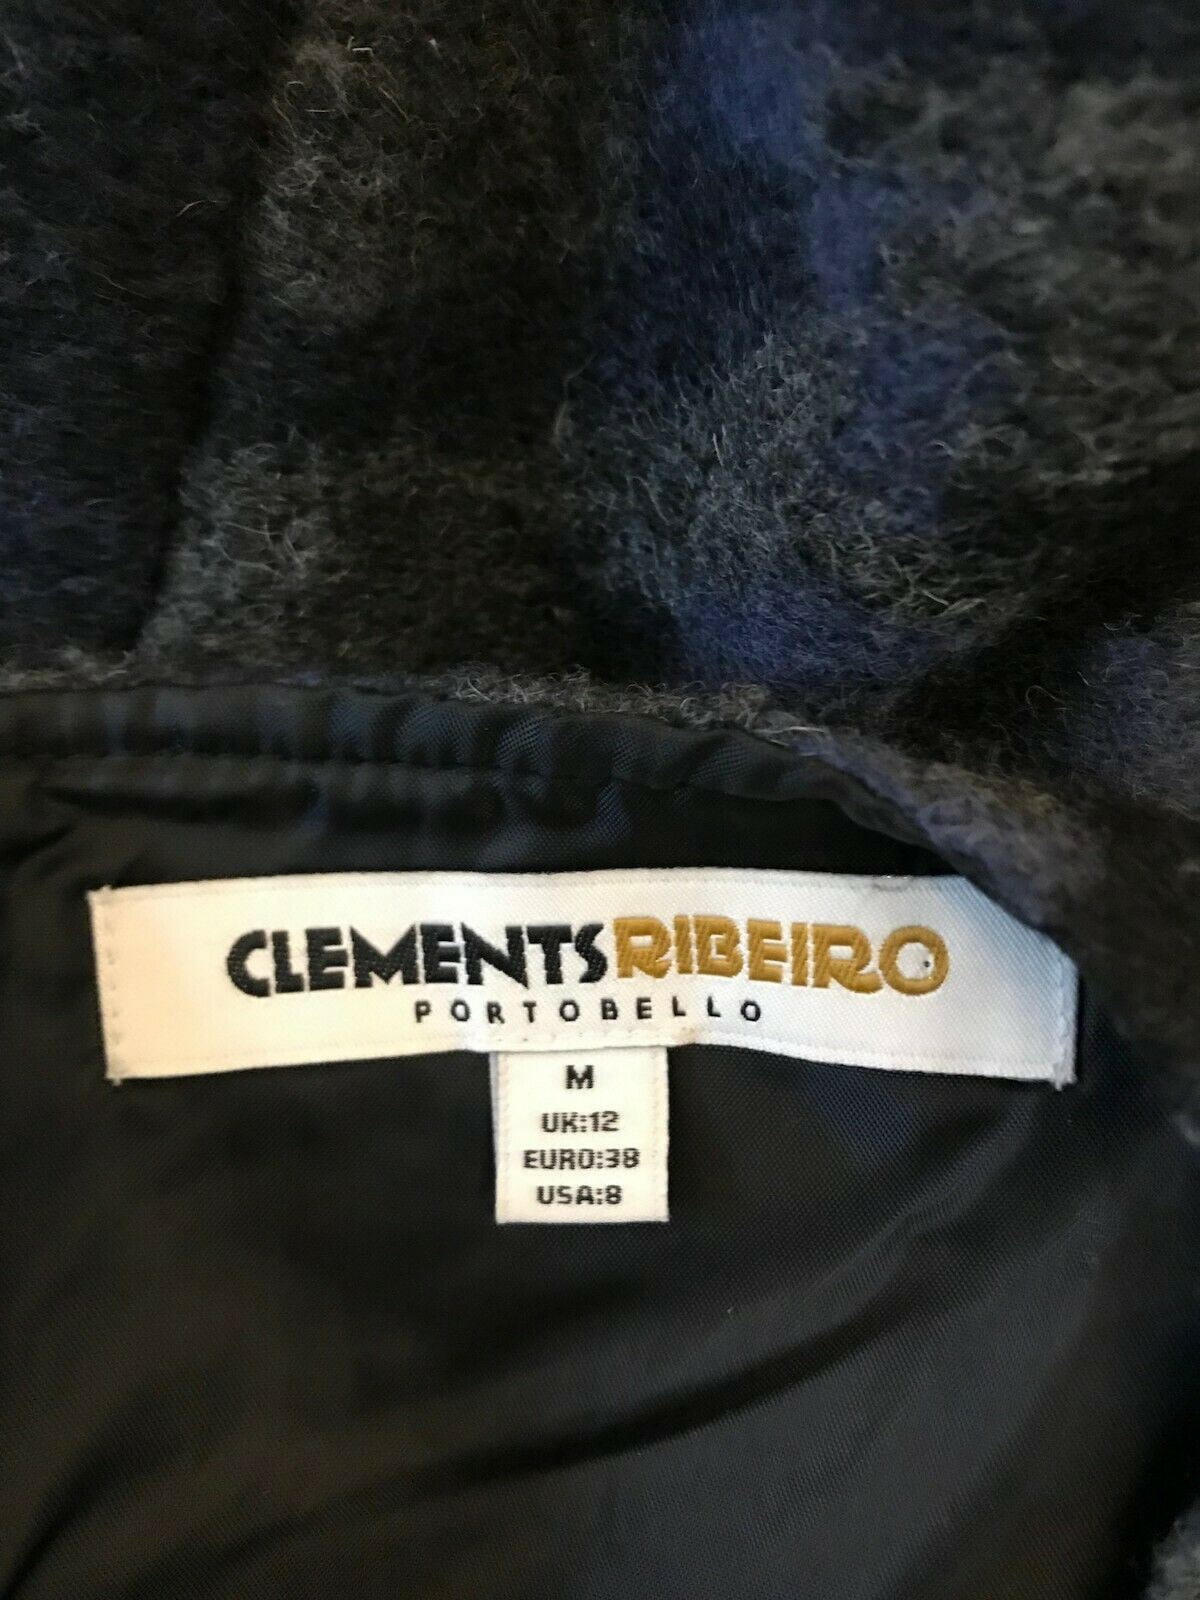 CLEMENTSRIBEIRO
PORTOBELLO
M
UK:12
EURO:38
USA:8